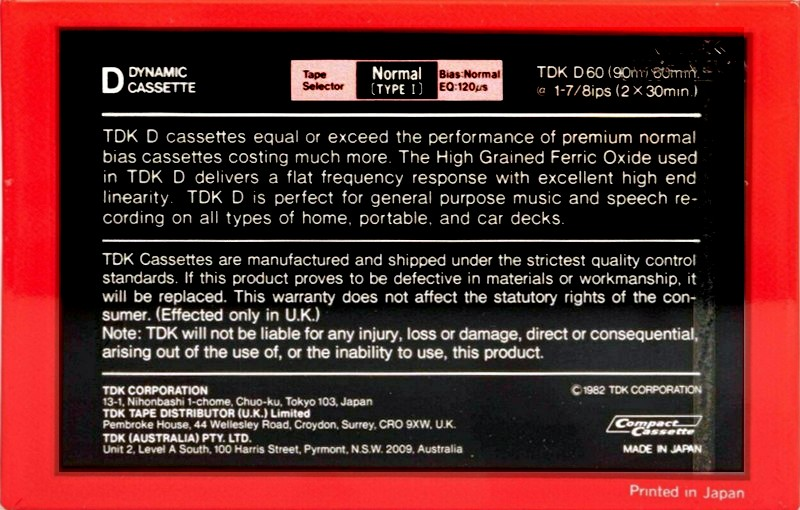 D DYNAMIC CASSETTE
Tape Selector
Normal (TYPE I)
Bias:Normal EQ:120µs
TDK D60 (90m) 60min.
@ 1-7/8ips (2×30min.)
TDK D cassettes equal or exceed the performance of premium normal
bias cassettes costing much more. The High Grained Ferric Oxide used
in TDK D delivers a flat frequency response with excellent high end
linearity. TDK D is perfect for general purpose music and speech re-
cording on all types of home, portable, and car decks.
TDK Cassettes are manufactured and shipped under the strictest quality control
standards. If this product proves to be defective in materials or workmanship, it
will be replaced. This warranty does not affect the statutory rights of the con-
sumer. (Effected only in U.K.)
Note: TDK will not be liable for any injury, loss or damage, direct or consequential,
arising out of the use of, or the inability to use, this product.
TDK CORPORATION
13-1, Nihonbashi 1-chome, Chuo-ku, Tokyo 103, Japan
TDK TAPE DISTRIBUTOR (U.K.) Limited
Pembroke House, 44 Wellesley Road, Croydon, Surrey, CRO 9XW, U.K.
TDK (AUSTRALIA) PTY. LTD.
Unit 2, Level A South, 100 Harris Street, Pyrmont, N.S.W. 2009, Australia
©1982 TDK CORPORATION
Compact Cassette
MADE IN JAPAN
Printed in Japan